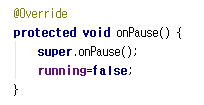 @Override
protected void onPause() {
    super.onPause();
    running=false;
}